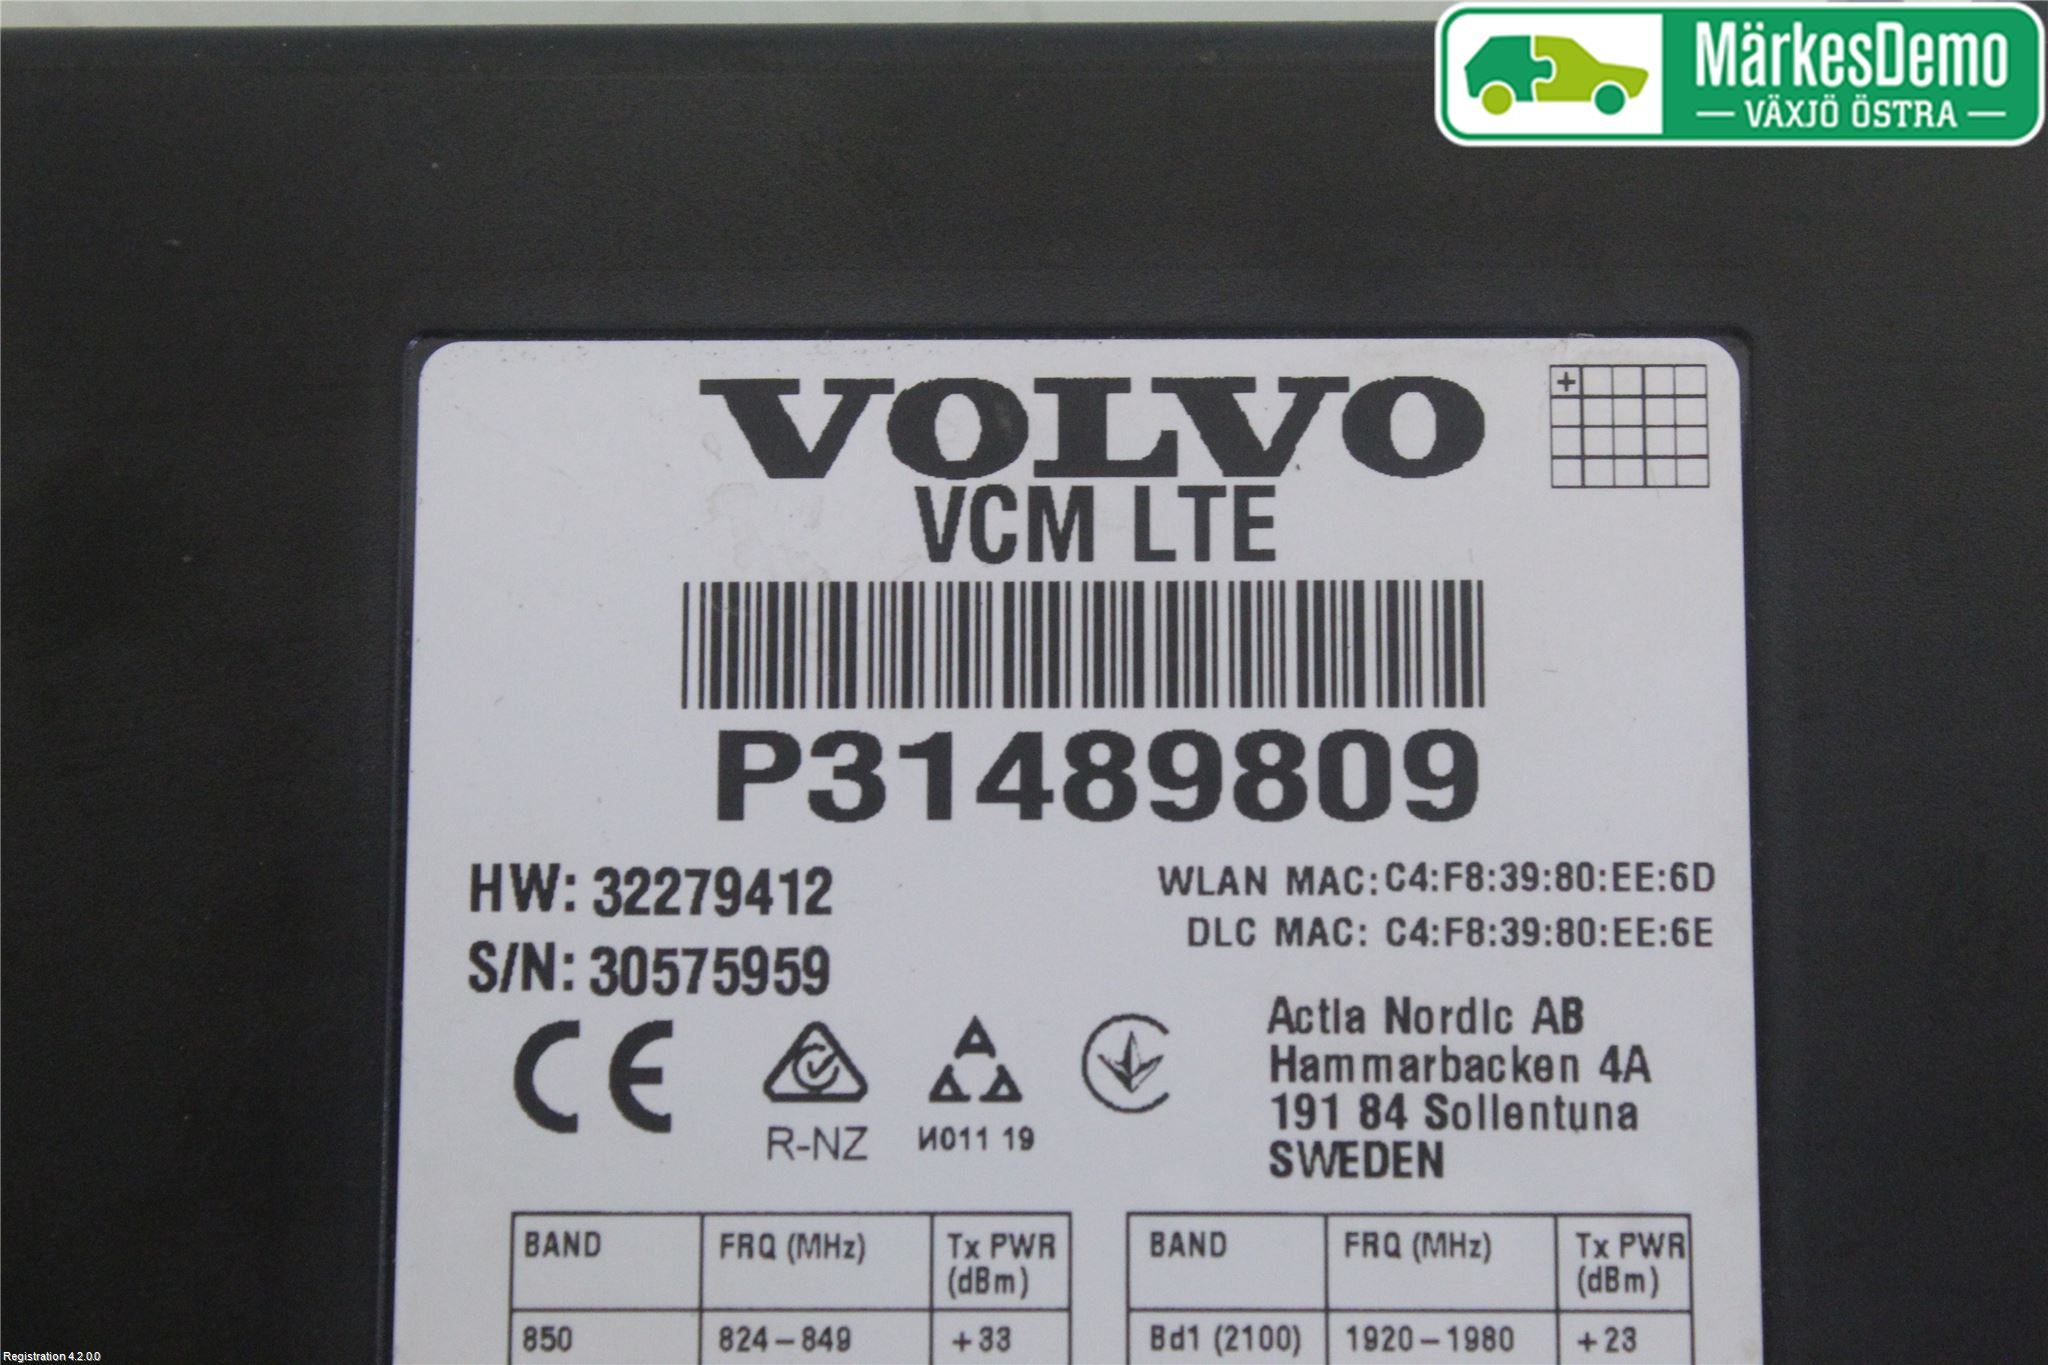 MärkesDemo
VÄXJÖ ÖSTRA
VOLVO
VCM LTE
P31489809
HW: 32279412
S/N: 30575959
WLAN MAC: C4:F8:39:80:EE:6D
DLC MAC: C4:F8:39:80:EE:6E
CE
R-NZ
И011 19
Actia Nordic AB
Hammarbacken 4A
191 84 Sollentuna
SWEDEN
BAND FRQ (MHz) Tx PWR (dBm)
850 824-849 +33
BAND FRQ (MHz) Tx PWR (dBm)
Bd1 (2100) 1920-1980 +23
Registration 4.2.0.0